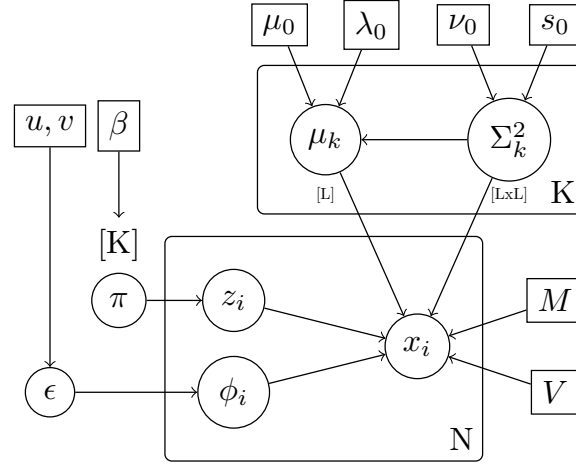 μ₀ λ₀ ν₀ s₀
u, v β μₖ Σ²ₖ
[L] [LxL] K
[K]
π zᵢ M
xᵢ
ϵ ϕᵢ V
N